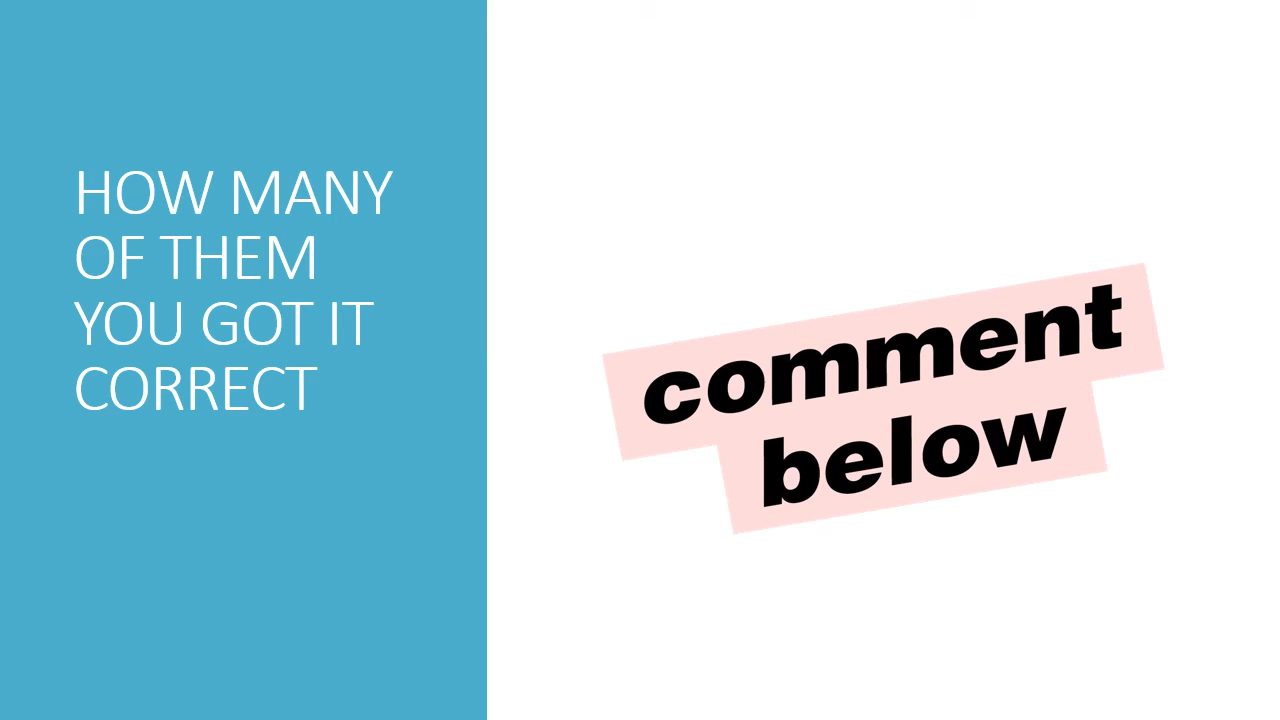 HOW MANY
OF THEM
YOU GOT IT
CORRECT
comment
below